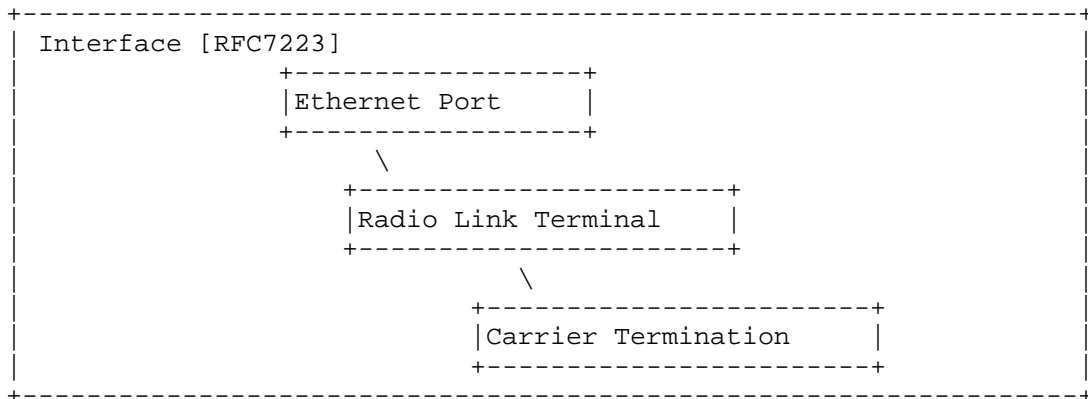 Interface [RFC7223]
Ethernet Port
Radio Link Terminal
Carrier Termination